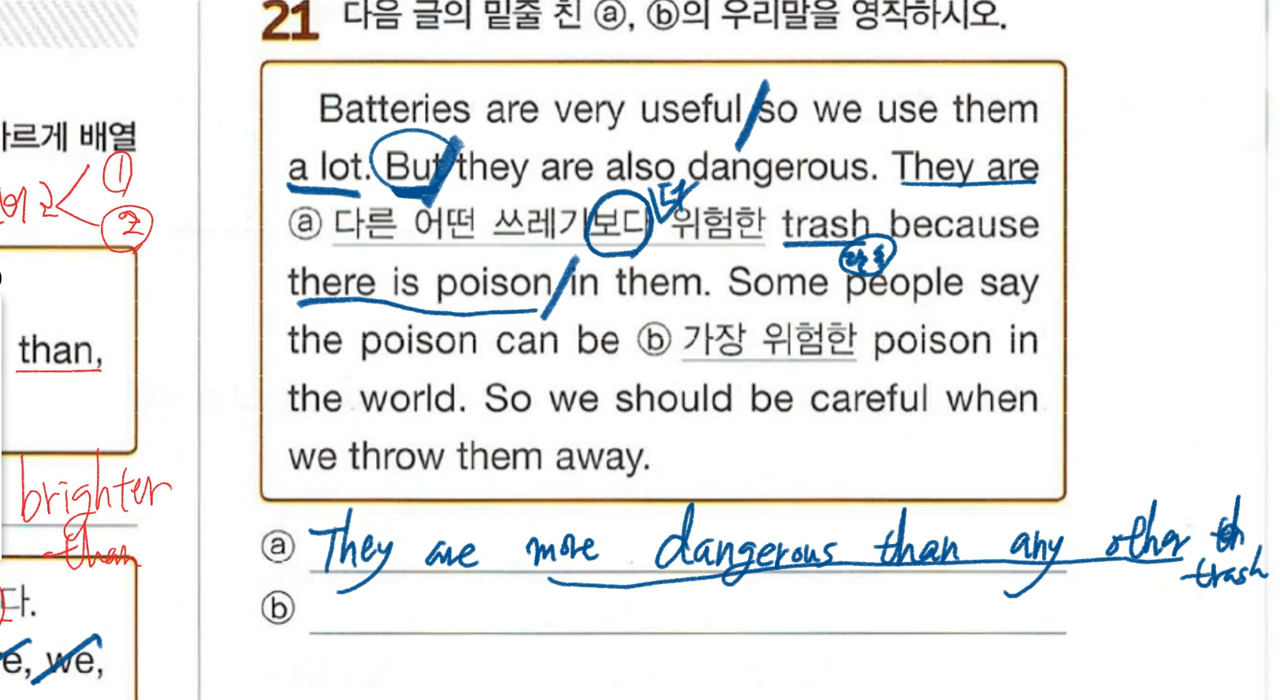 21 다음 글의 밑줄 친 ⓐ, ⓑ의 우리말을 영작하시오.
바르게 배열
Batteries are very useful so we use them
a lot. But they are also dangerous. They are
ⓐ 다른 어떤 쓰레기보다 위험한 trash because
더
there is poison in them. Some people say
the poison can be ⓑ 가장 위험한 poison in
the world. So we should be careful when
we throw them away.
①
②
than,
brighter
than
다.
e, we,
ⓐ They are more dangerous than any other th
trash
ⓑ